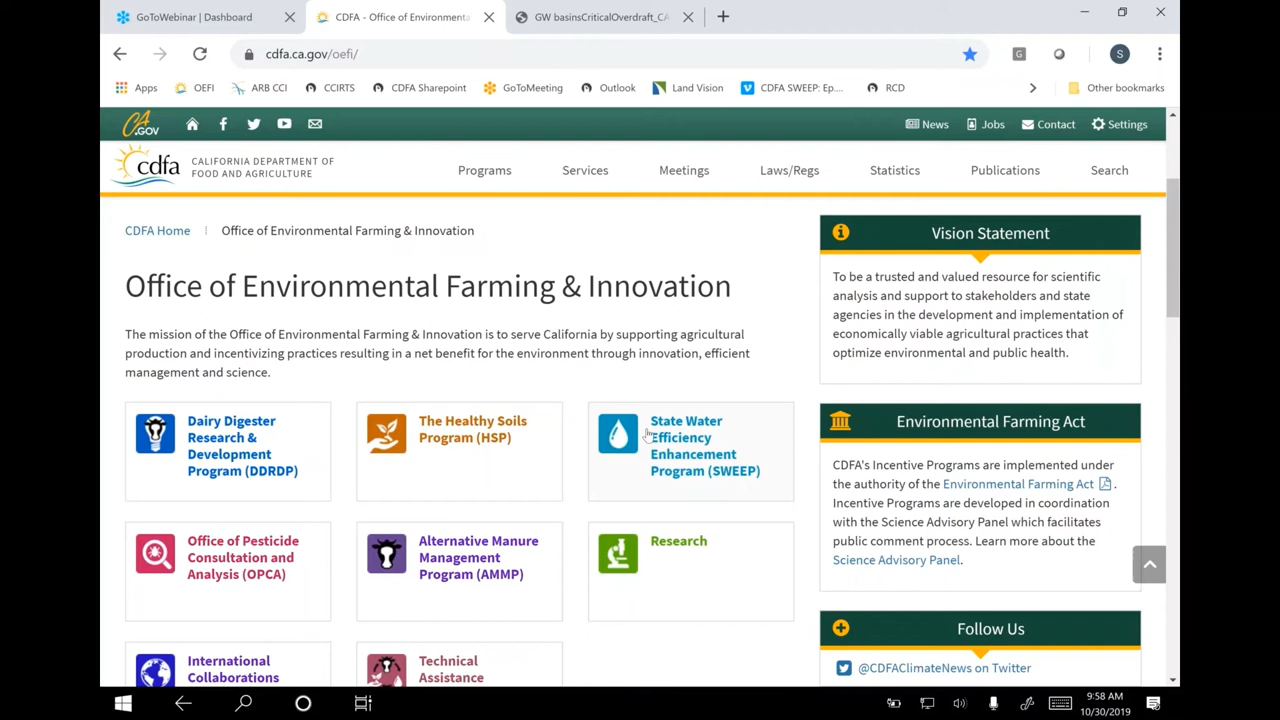 GoToWebinar | Dashboard
CDFA - Office of Environmenta
GW basinsCriticalOverdraft_CA
cdfa.ca.gov/oefi/
G
S
Apps
OEFI
ARB CCI
CCIRTS
CDFA Sharepoint
GoToMeeting
Outlook
Land Vision
CDFA SWEEP: Ep....
RCD
Other bookmarks
CA
.GOV
News
Jobs
Contact
Settings
cdfa
CALIFORNIA DEPARTMENT OF
FOOD AND AGRICULTURE
Programs
Services
Meetings
Laws/Regs
Statistics
Publications
Search
CDFA Home
Office of Environmental Farming & Innovation
Office of Environmental Farming & Innovation
The mission of the Office of Environmental Farming & Innovation is to serve California by supporting agricultural
production and incentivizing practices resulting in a net benefit for the environment through innovation, efficient
management and science.
Dairy Digester
Research &
Development
Program (DDRDP)
The Healthy Soils
Program (HSP)
State Water
Efficiency
Enhancement
Program (SWEEP)
Office of Pesticide
Consultation and
Analysis (OPCA)
Alternative Manure
Management
Program (AMMP)
Research
International
Collaborations
Technical
Assistance
Vision Statement
To be a trusted and valued resource for scientific
analysis and support to stakeholders and state
agencies in the development and implementation of
economically viable agricultural practices that
optimize environmental and public health.
Environmental Farming Act
CDFA's Incentive Programs are implemented under
the authority of the Environmental Farming Act .
Incentive Programs are developed in coordination
with the Science Advisory Panel which facilitates
public comment process. Learn more about the
Science Advisory Panel.
Follow Us
@CDFAClimateNews on Twitter
9:58 AM
10/30/2019